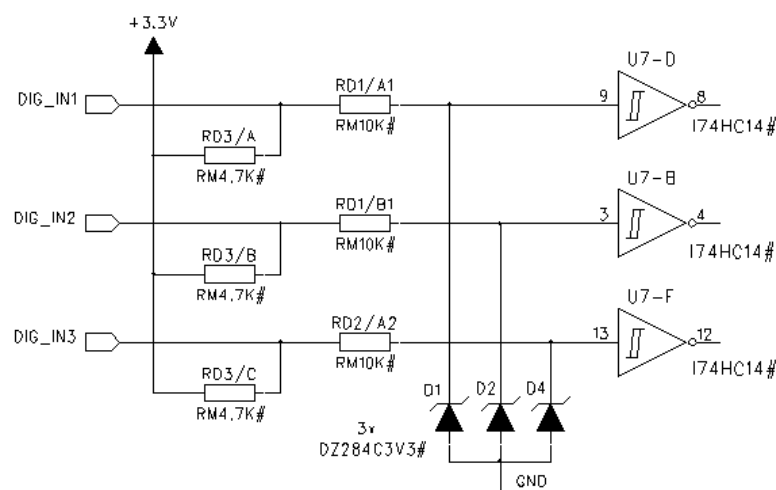 +3.3V
U7-D
DIG_IN1
RD1/A1
9
8
RM10K#
I74HC14#
RD3/A
RM4.7K#
U7-B
DIG_IN2
RD1/B1
3
4
RM10K#
I74HC14#
RD3/B
RM4.7K#
U7-F
DIG_IN3
RD2/A2
13
12
RM10K#
I74HC14#
RD3/C
RM4.7K#
D1
D2
D4
3x
DZ284C3V3#
GND